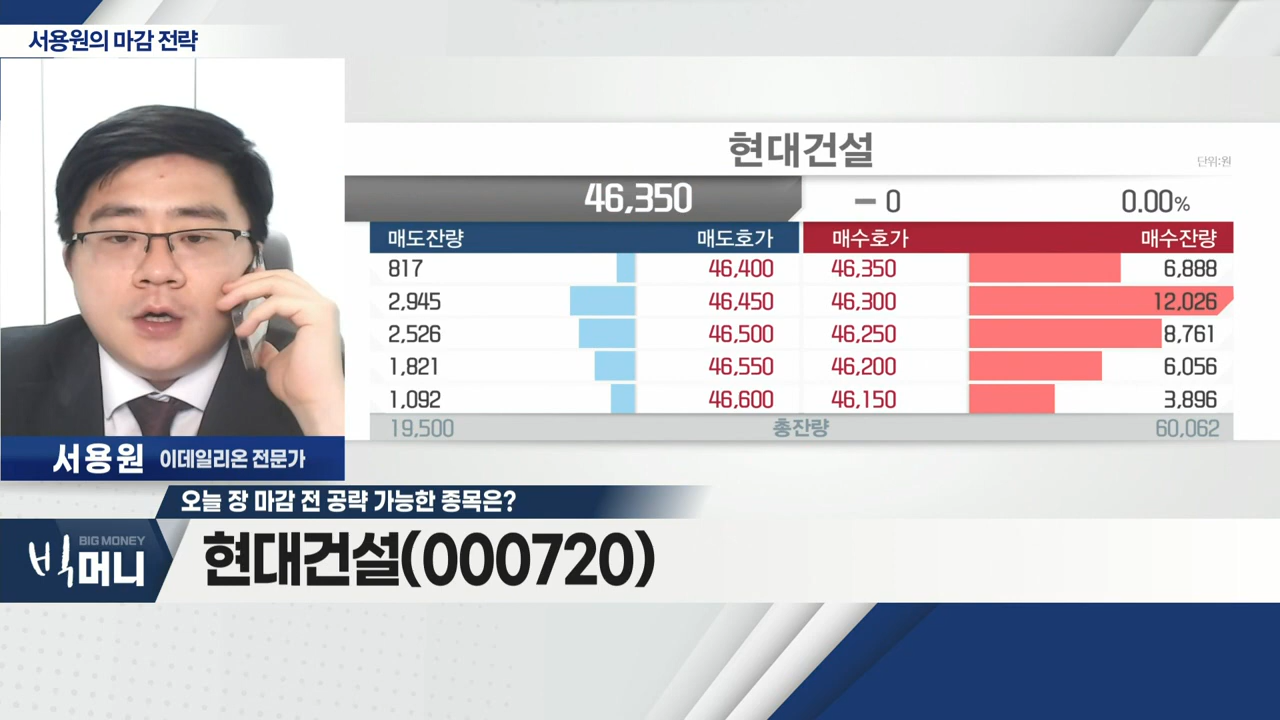 서용원의 마감 전략
현대건설
단위:원
46,350 0 0.00%
매도잔량 매도호가 매수호가 매수잔량
817 46,400 46,350 6,888
2,945 46,450 46,300 12,026
2,526 46,500 46,250 8,761
1,821 46,550 46,200 6,056
1,092 46,600 46,150 3,896
19,500 총잔량 60,062
서용원 이데일리온 전문가
오늘 장 마감 전 공략 가능한 종목은?
BIG MONEY
빅머니
현대건설(000720)